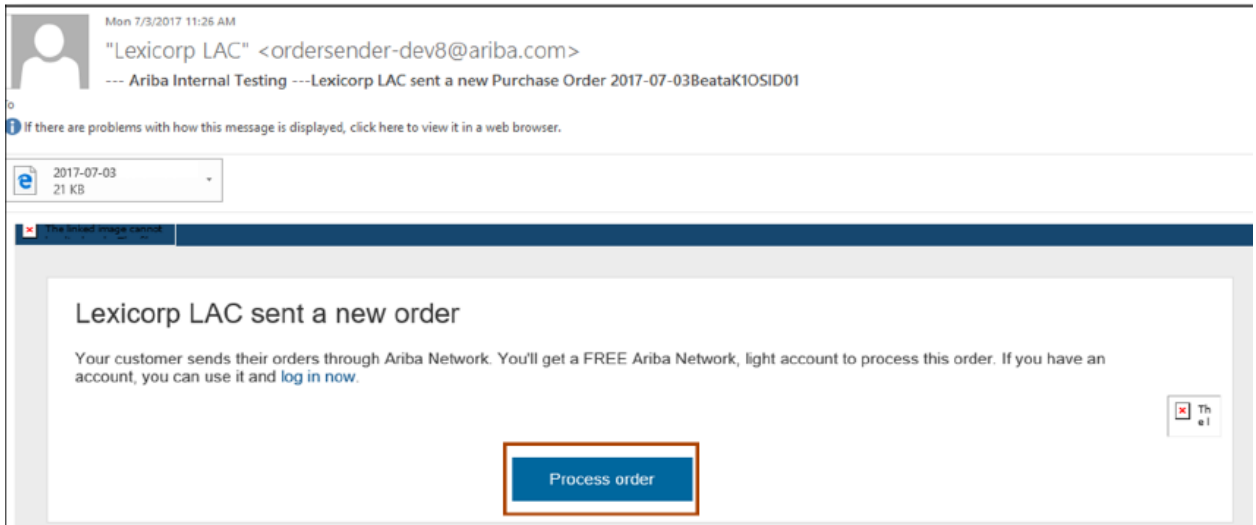 Mon 7/3/2017 11:26 AM
"Lexicorp LAC" <ordersender-dev8@ariba.com>
--- Ariba Internal Testing ---Lexicorp LAC sent a new Purchase Order 2017-07-03BeataK1OSID01
If there are problems with how this message is displayed, click here to view it in a web browser.
2017-07-03
21 KB
The linked image cannot
Lexicorp LAC sent a new order
Your customer sends their orders through Ariba Network. You'll get a FREE Ariba Network, light account to process this order. If you have an
account, you can use it and log in now.
Th
e l
Process order